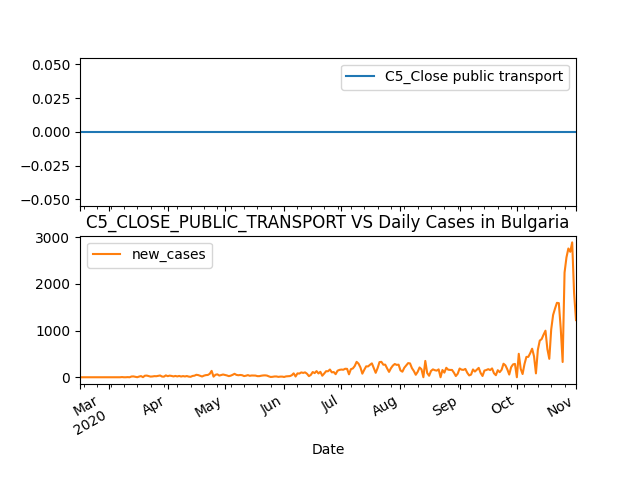 0.050
C5_Close public transport
0.025
0.000
−0.025
−0.050
C5_CLOSE_PUBLIC_TRANSPORT VS Daily Cases in Bulgaria
3000
new_cases
2000
1000
0
Mar
2020
Apr
May
Jun
Jul
Aug
Sep
Oct
Nov
Date